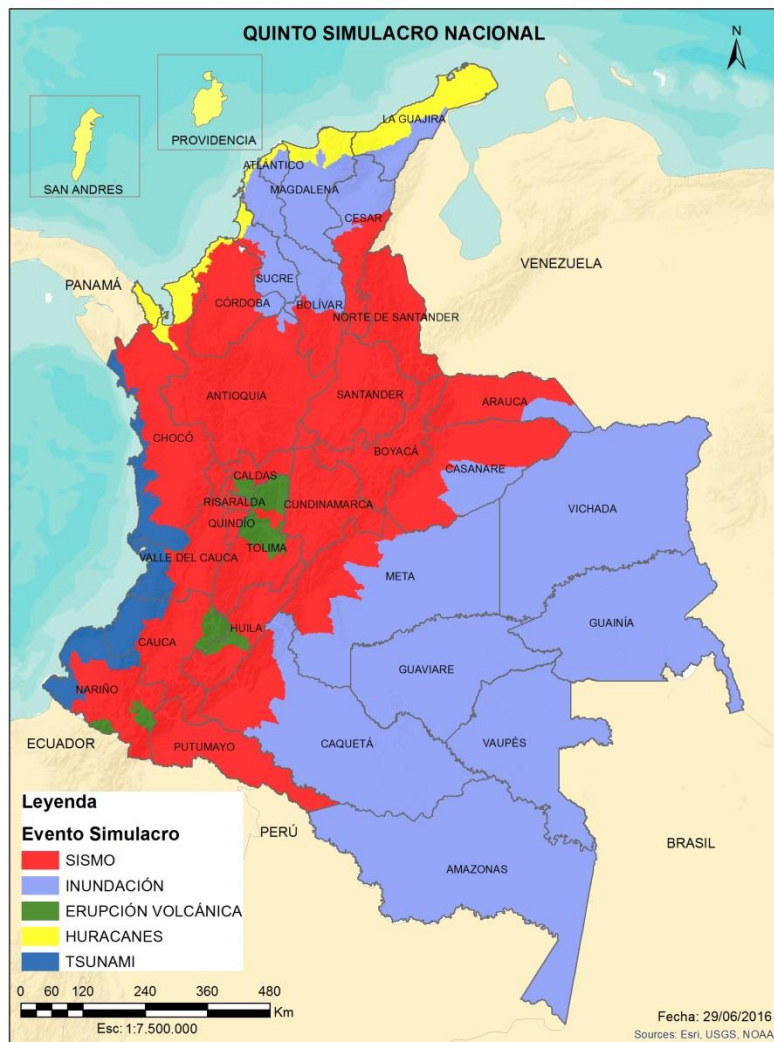 QUINTO SIMULACRO NACIONAL
N
PROVIDENCIA
SAN ANDRES
LA GUAJIRA
ATLÁNTICO
MAGDALENA
CESAR
PANAMÁ
VENEZUELA
SUCRE
CÓRDOBA
BOLÍVAR
NORTE DE SANTANDER
ANTIOQUIA
SANTANDER
ARAUCA
CHOCÓ
BOYACÁ
CASANARE
CALDAS
RISARALDA
CUNDINAMARCA
VICHADA
QUINDÍO
TOLIMA
VALLE DEL CAUCA
META
GUAINÍA
HUILA
CAUCA
GUAVIARE
NARIÑO
ECUADOR
PUTUMAYO
CAQUETÁ
VAUPÉS
PERÚ
BRASIL
AMAZONAS
Leyenda
Evento Simulacro
SISMO
INUNDACIÓN
ERUPCIÓN VOLCÁNICA
HURACANES
TSUNAMI
0 60 120 240 360 480
Km
Esc: 1:7.500.000
Fecha: 29/06/2016
Sources: Esri, USGS, NOAA